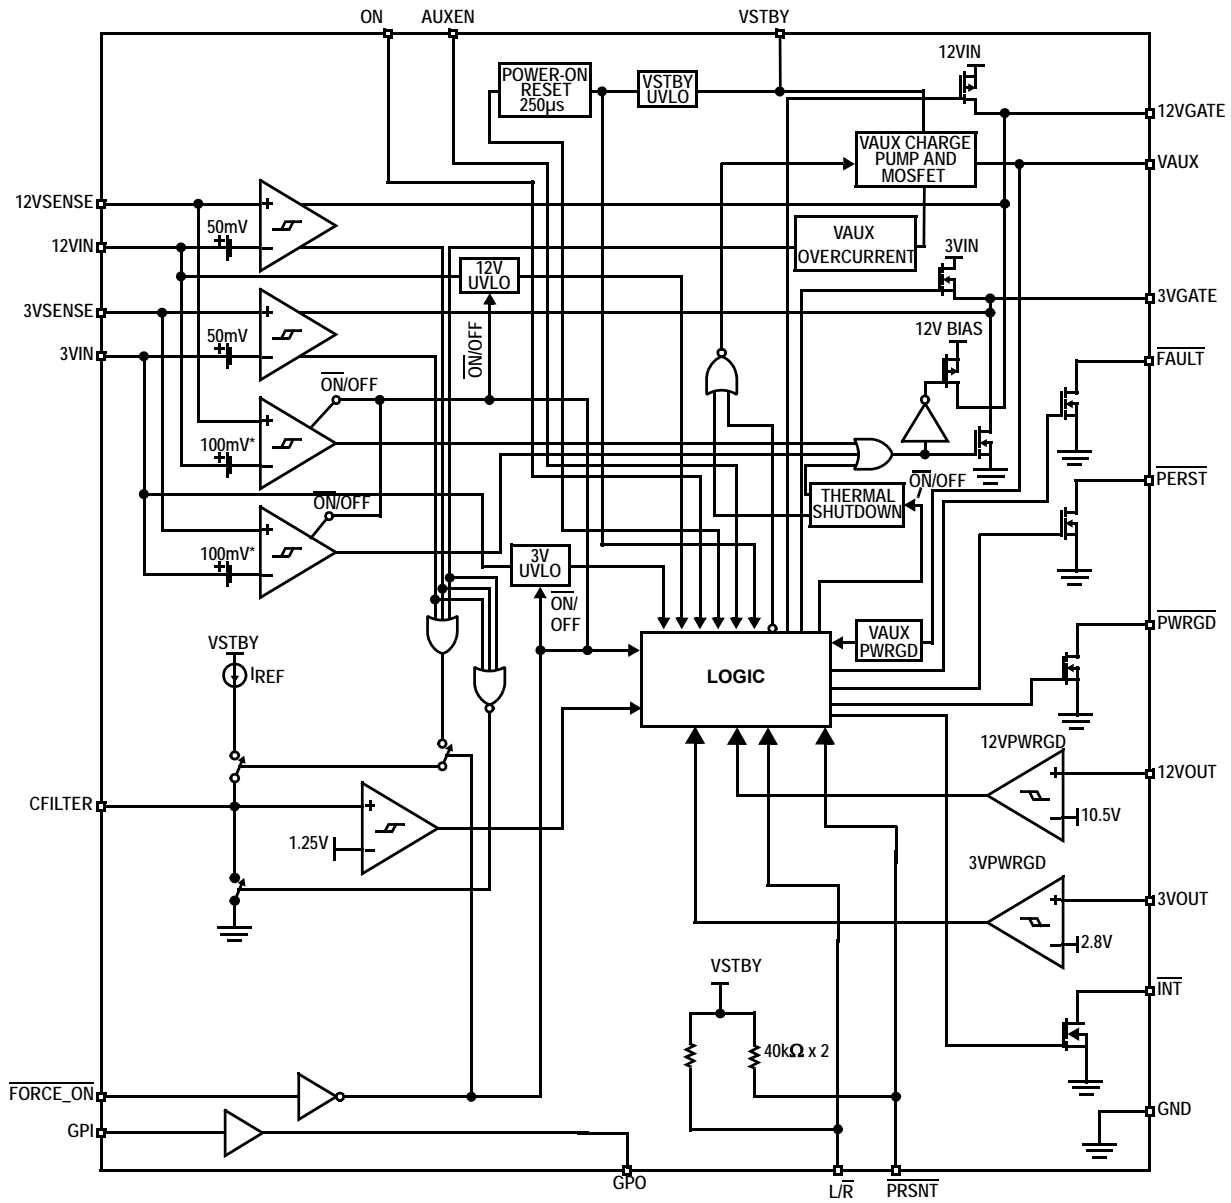 ON
AUXEN
VSTBY
POWER-ON
RESET
250µs
VSTBY
UVLO
12VIN
12VGATE
VAUX CHARGE
PUMP AND
MOSFET
VAUX
12VSENSE
+
50mV
+
−
12VIN
VAUX
OVERCURRENT
3VIN
12V
UVLO
3VSENSE
+
3VGATE
50mV
+
−
3VIN
12V BIAS
ON/OFF
FAULT
ON/OFF
+
100mV*
+
−
THERMAL
SHUTDOWN
ON/OFF
PERST
ON/OFF
+
100mV*
+
−
3V
UVLO
ON/
OFF
VSTBY
IREF
LOGIC
VAUX
PWRGD
PWRGD
12VPWRGD
+
12VOUT
−
10.5V
CFILTER
+
1.25V
−
3VPWRGD
+
3VOUT
−
2.8V
VSTBY
INT
40kΩ x 2
FORCE_ON
GPI
GND
GPO
L/R
PRSNT